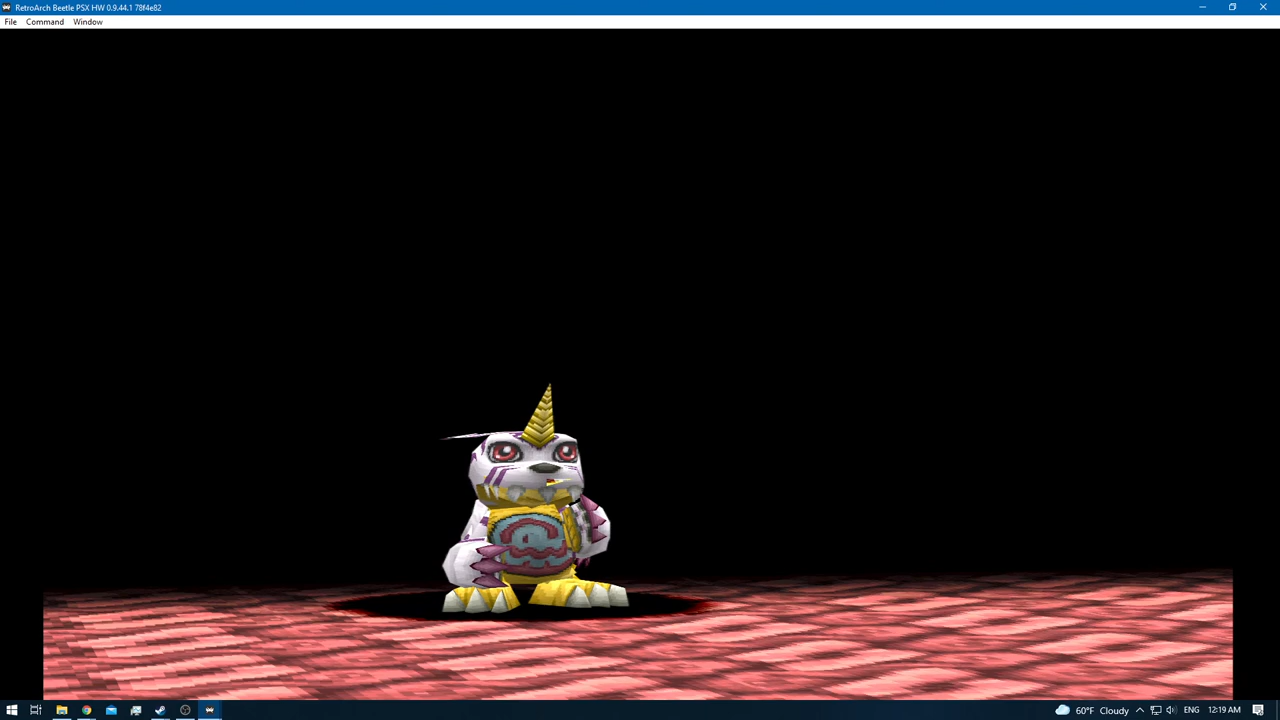 RetroArch Beetle PSX HW 0.9.44.1 78f4e82
File Command Window
60°F Cloudy ENG 12:19 AM